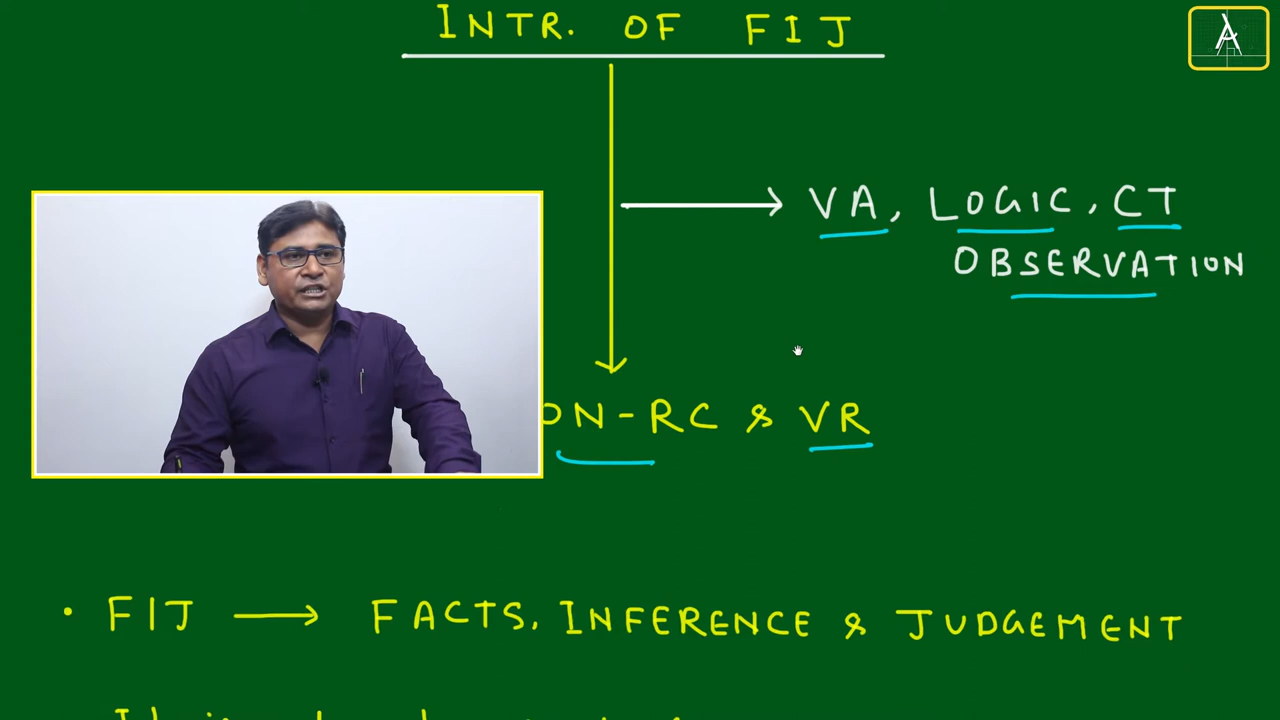 INTR. OF FIJ
VA, LOGIC, CT
OBSERVATION
ON-RC & VR
• FIJ → FACTS, INFERENCE & JUDGEMENT